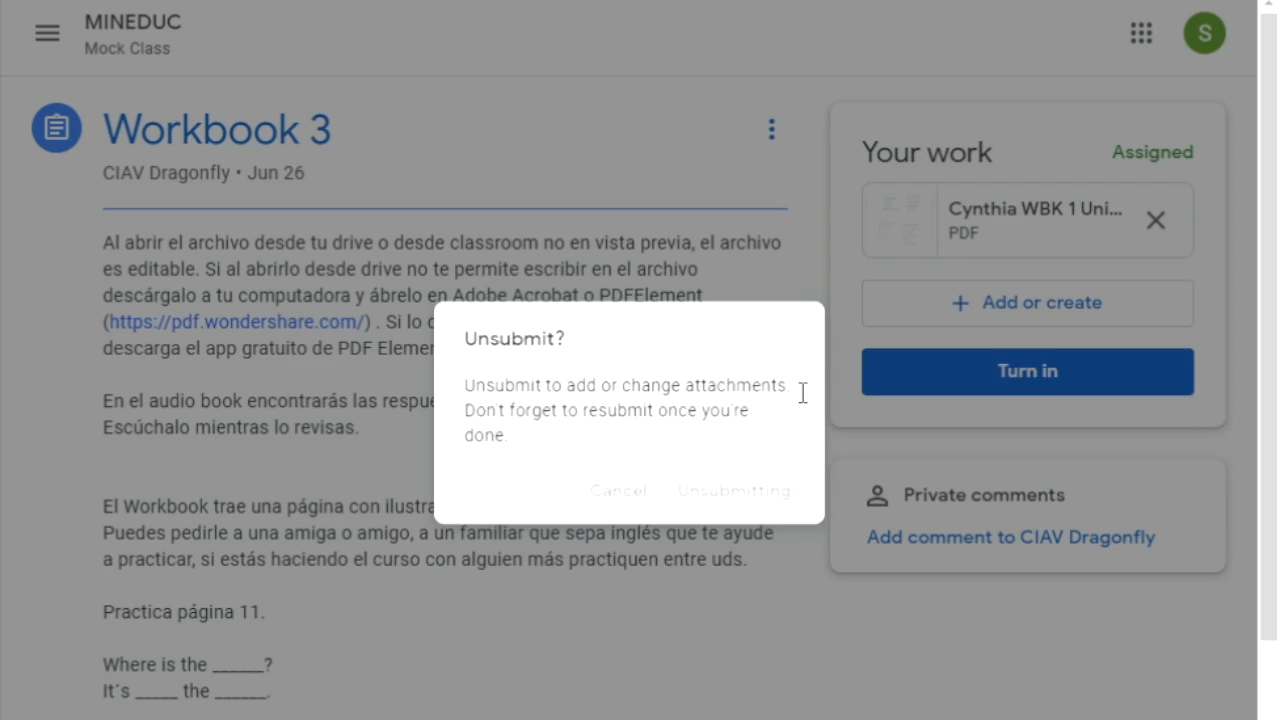 MINEDUC
Mock Class
S
Workbook 3
CIAV Dragonfly • Jun 26
Al abrir el archivo desde tu drive o desde classroom no en vista previa, el archivo
es editable. Si al abrirlo desde drive no te permite escribir en el archivo
descárgalo a tu computadora y ábrelo en Adobe Acrobat o PDFElement
(https://pdf.wondershare.com/) . Si lo
descarga el app gratuito de PDF
En el audio book encontrarás las
Escúchalo mientras lo revisas.
El Workbook trae una página con
Puedes pedirle a una amiga o amigo, a un familiar que sepa inglés que te ayude
a practicar, si estás haciendo el curso con alguien más practiquen entre uds.
Practica página 11.
Where is the ______?
It´s _____ the ______.
Unsubmit?
Unsubmit to add or change attachments.
Don't forget to resubmit once you're
done.
Cancel Unsubmitting...
Your work Assigned
Cynthia WBK 1 Uni...
PDF
+ Add or create
Turn in
Private comments
Add comment to CIAV Dragonfly